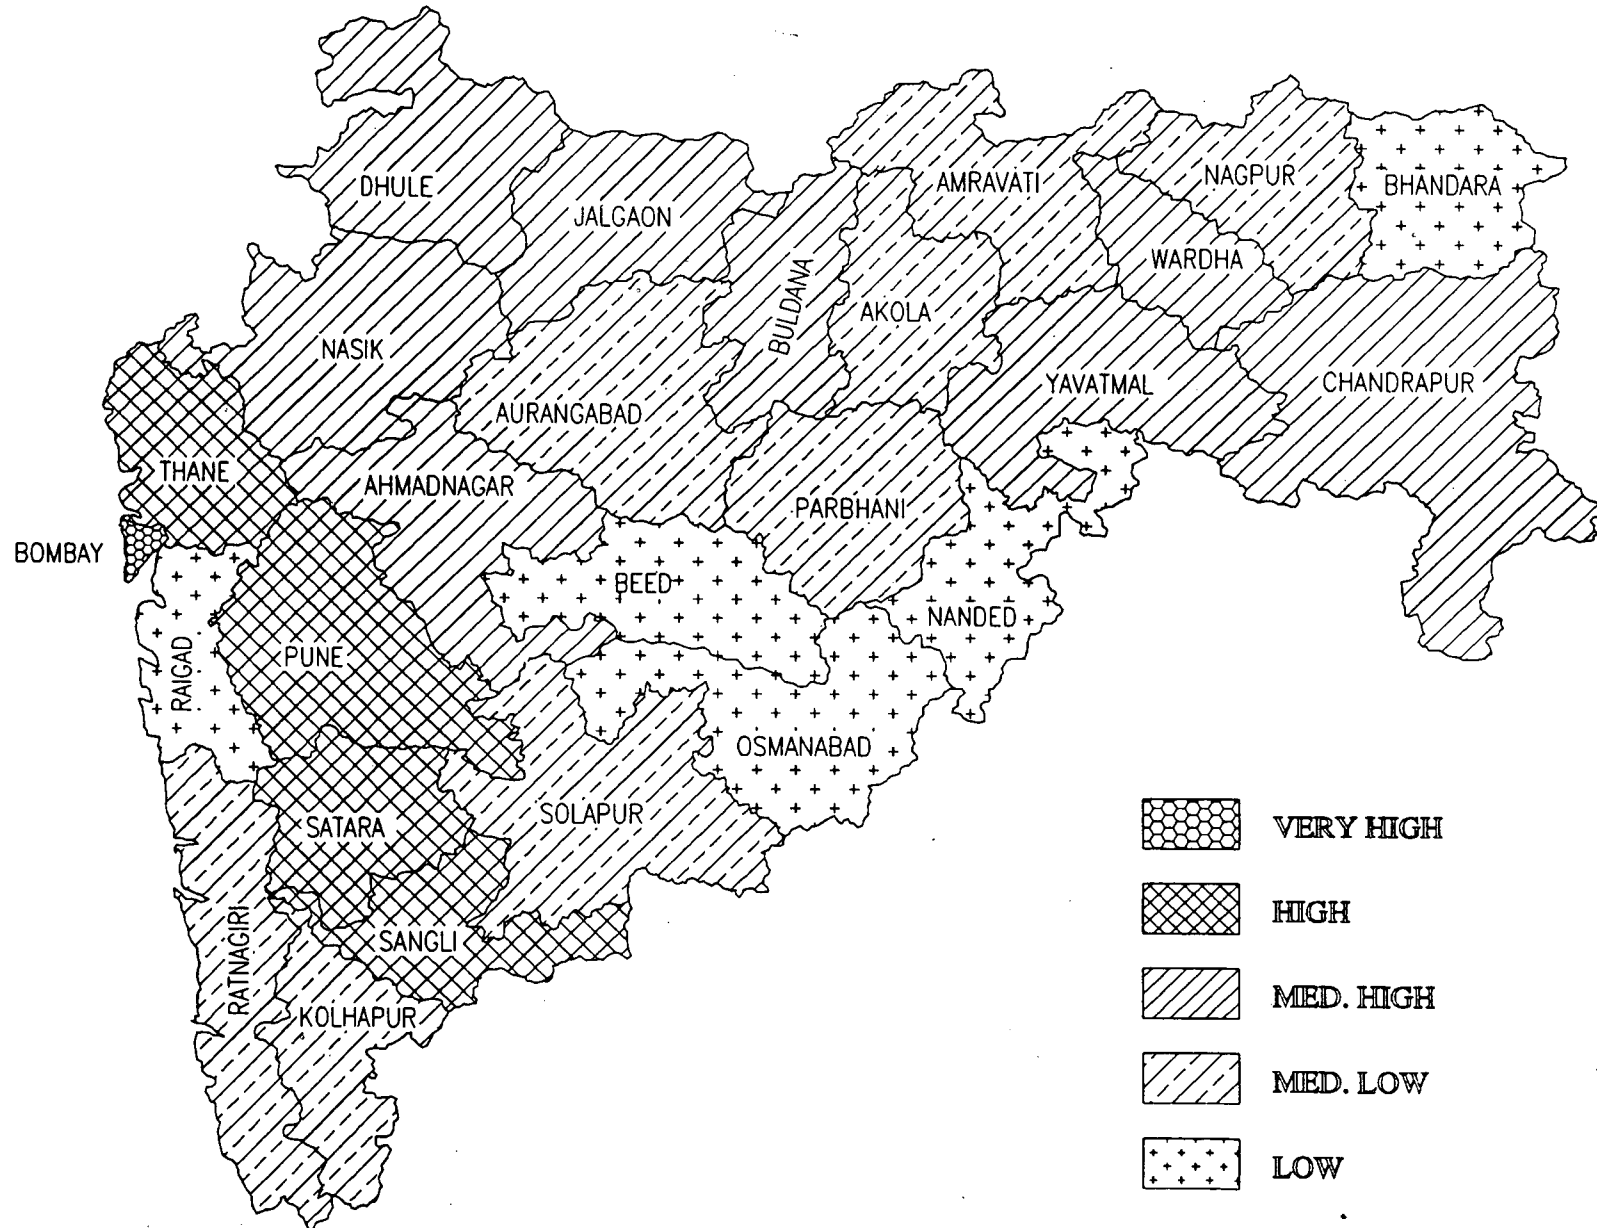 DHULE
JALGAON
AMRAVATI
NAGPUR
BHANDARA
BULDANA
AKOLA
WARDHA
NASIK
AURANGABAD
YAVATMAL
CHANDRAPUR
THANE
AHMADNAGAR
PARBHANI
BOMBAY
BEED
NANDED
RAIGAD
PUNE
OSMANABAD
SATARA
SOLAPUR
RATNAGIRI
SANGLI
KOLHAPUR
VERY HIGH
HIGH
MED. HIGH
MED. LOW
LOW